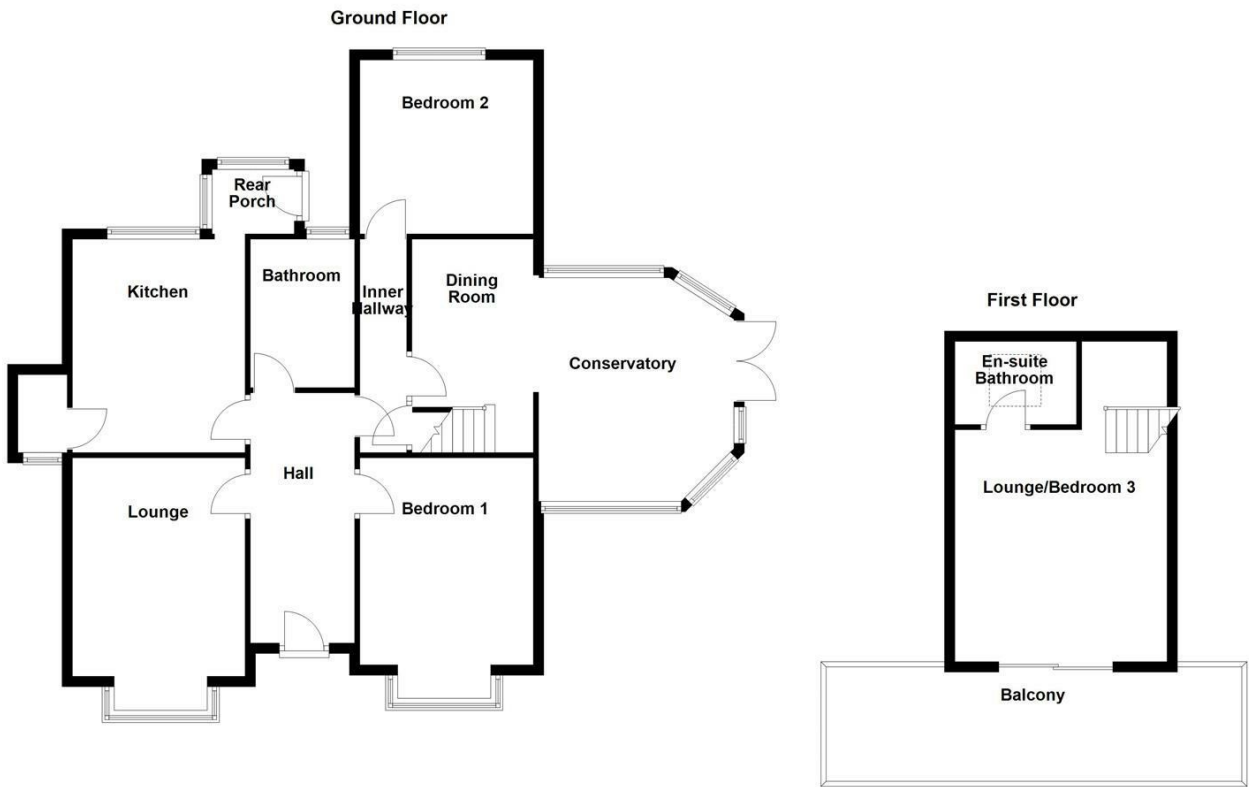 Ground Floor
Bedroom 2
Rear
Porch
Kitchen
Bathroom
Inner
Hallway
Dining
Room
Conservatory
Hall
Lounge
Bedroom 1
First Floor
En-suite
Bathroom
Lounge/Bedroom 3
Balcony